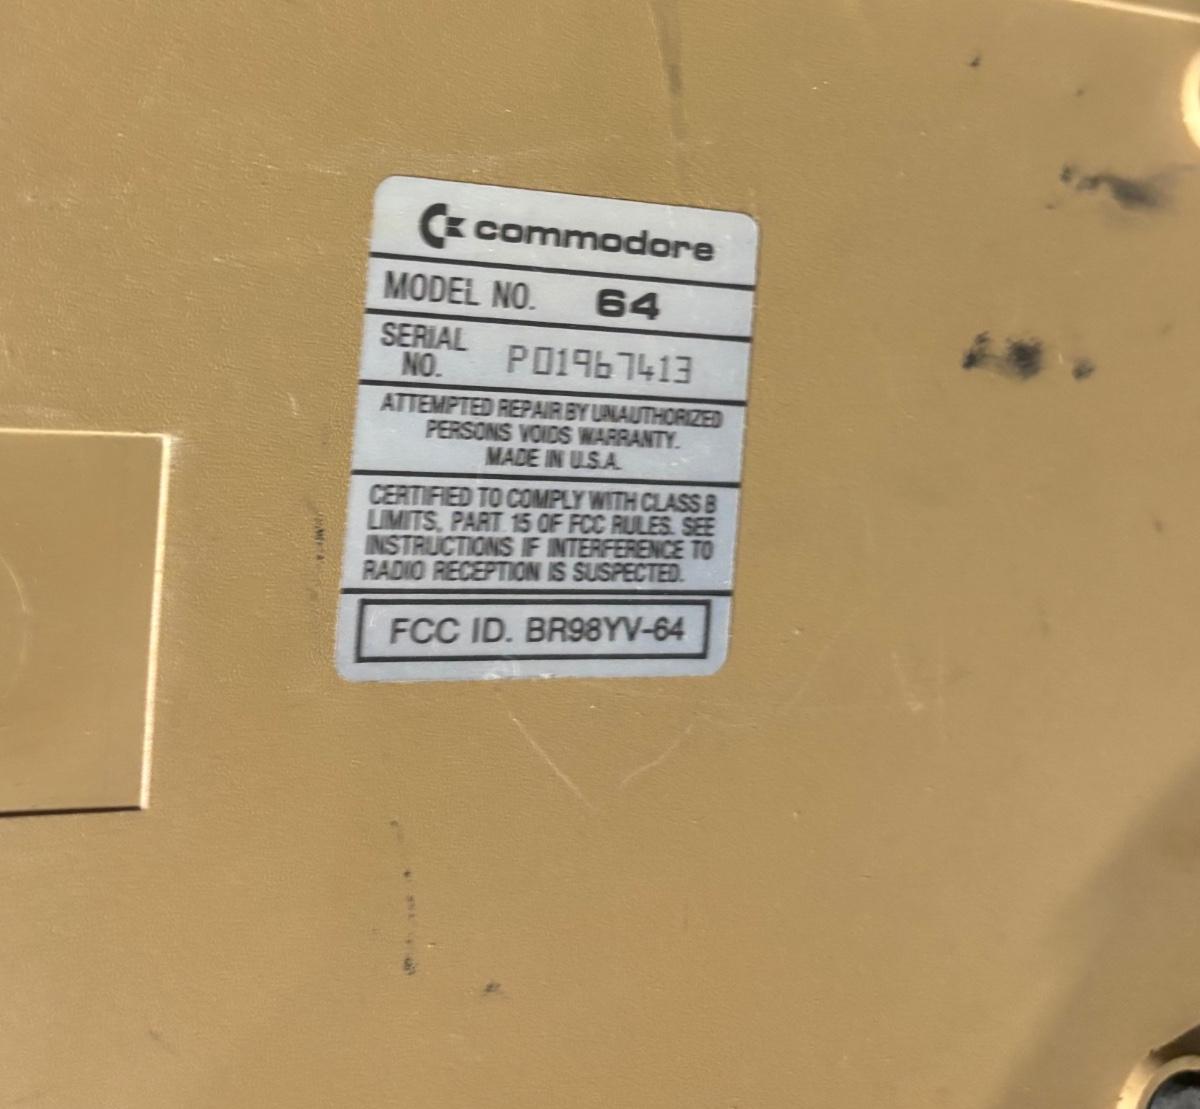 commodore
MODEL NO. 64
SERIAL NO. P01967413
ATTEMPTED REPAIR BY UNAUTHORIZED
PERSONS VOIDS WARRANTY.
MADE IN U.S.A.
CERTIFIED TO COMPLY WITH CLASS B
LIMITS, PART 15 OF FCC RULES. SEE
INSTRUCTIONS IF INTERFERENCE TO
RADIO RECEPTION IS SUSPECTED.
FCC ID. BR98YV-64